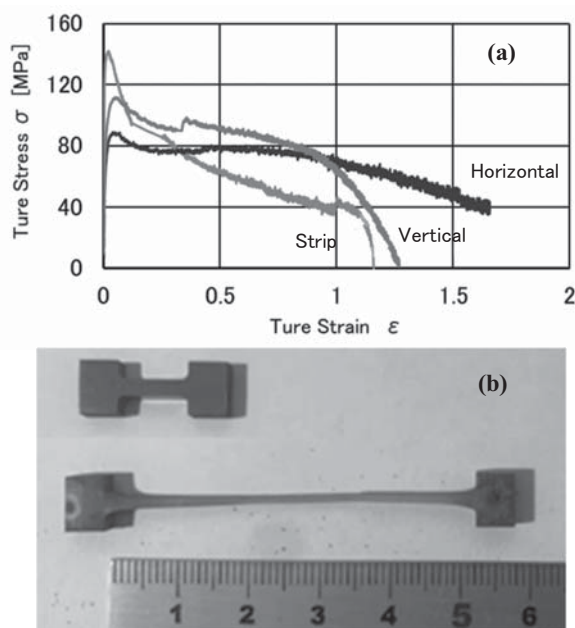 (a)
160
120
80
40
0
Ture Stress σ [MPa]
Horizontal
Strip
Vertical
0 0.5 1 1.5 2
Ture Strain ε
(b)
1 2 3 4 5 6